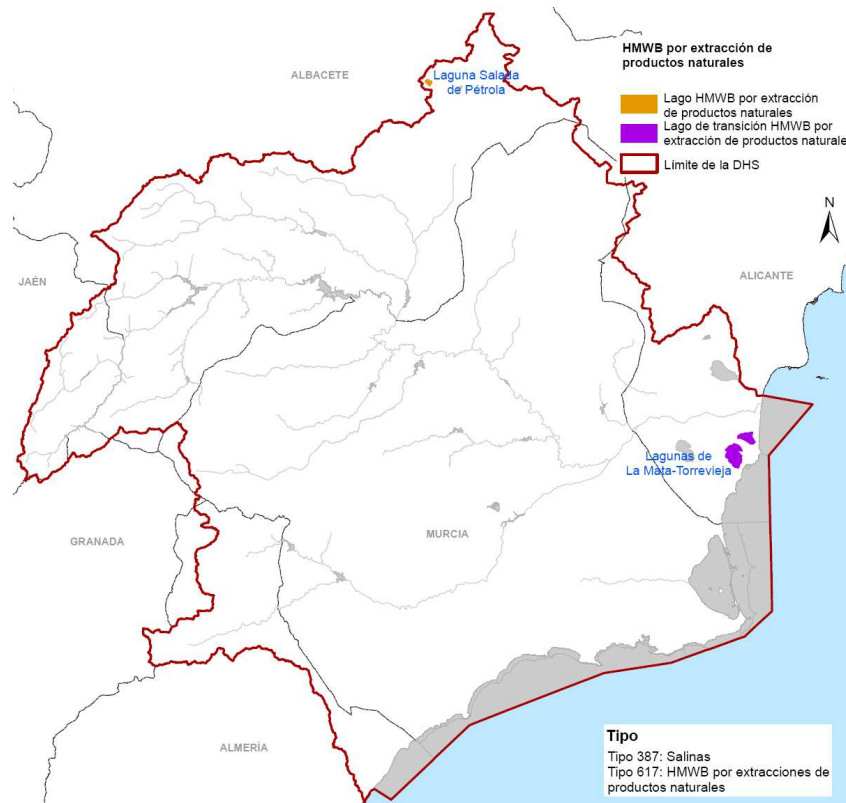 HMWB por extracción de
productos naturales
Lago HMWB por extracción
de productos naturales
Lago de transición HMWB por
extracción de productos naturale
Límite de la DHS
ALBACETE
Laguna Salada
de Pétrola
N
JAÉN
ALICANTE
Lagunas de
La Mata-Torrevieja
GRANADA
MURCIA
ALMERÍA
Tipo
Tipo 387: Salinas
Tipo 617: HMWB por extracciones de
productos naturales